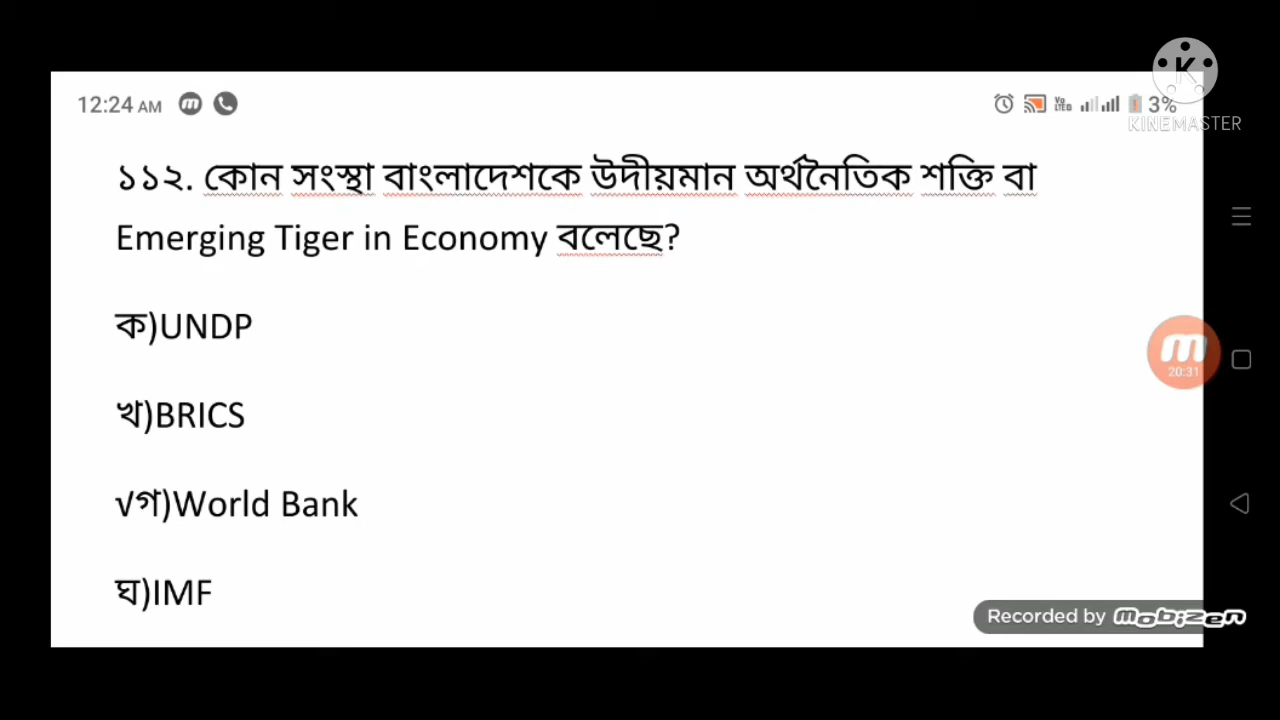 12:24 AM
3%
KINEMASTER
১১২. কোন সংস্থা বাংলাদেশকে উদীয়মান অর্থনৈতিক শক্তি বা
Emerging Tiger in Economy বলেছে?
ক)UNDP
খ)BRICS
20:31
√গ)World Bank
ঘ)IMF
Recorded by mobizen